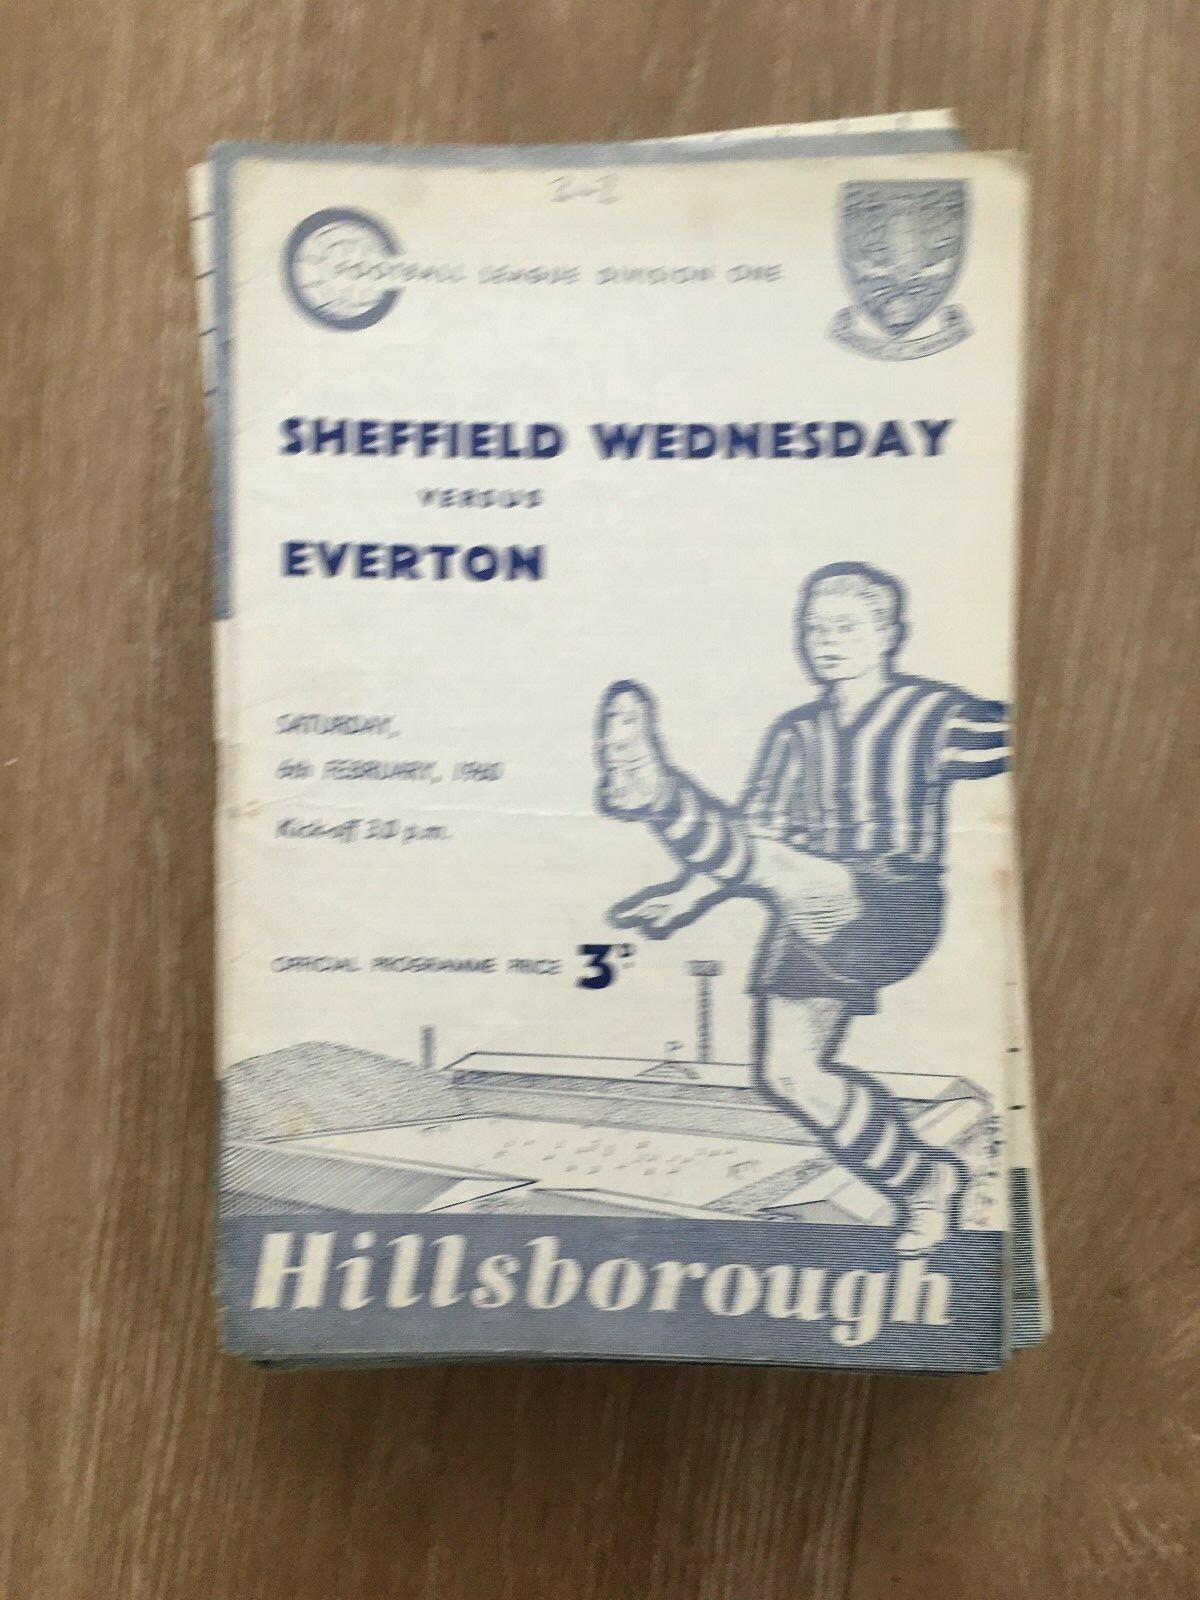 2-2
FOOTBALL LEAGUE DIVISION ONE
SHEFFIELD WEDNESDAY
VERSUS
EVERTON
SATURDAY,
6th FEBRUARY, 1960
Kick-off 3.0 p.m.
OFFICIAL PROGRAMME PRICE 3D
Hillsborough